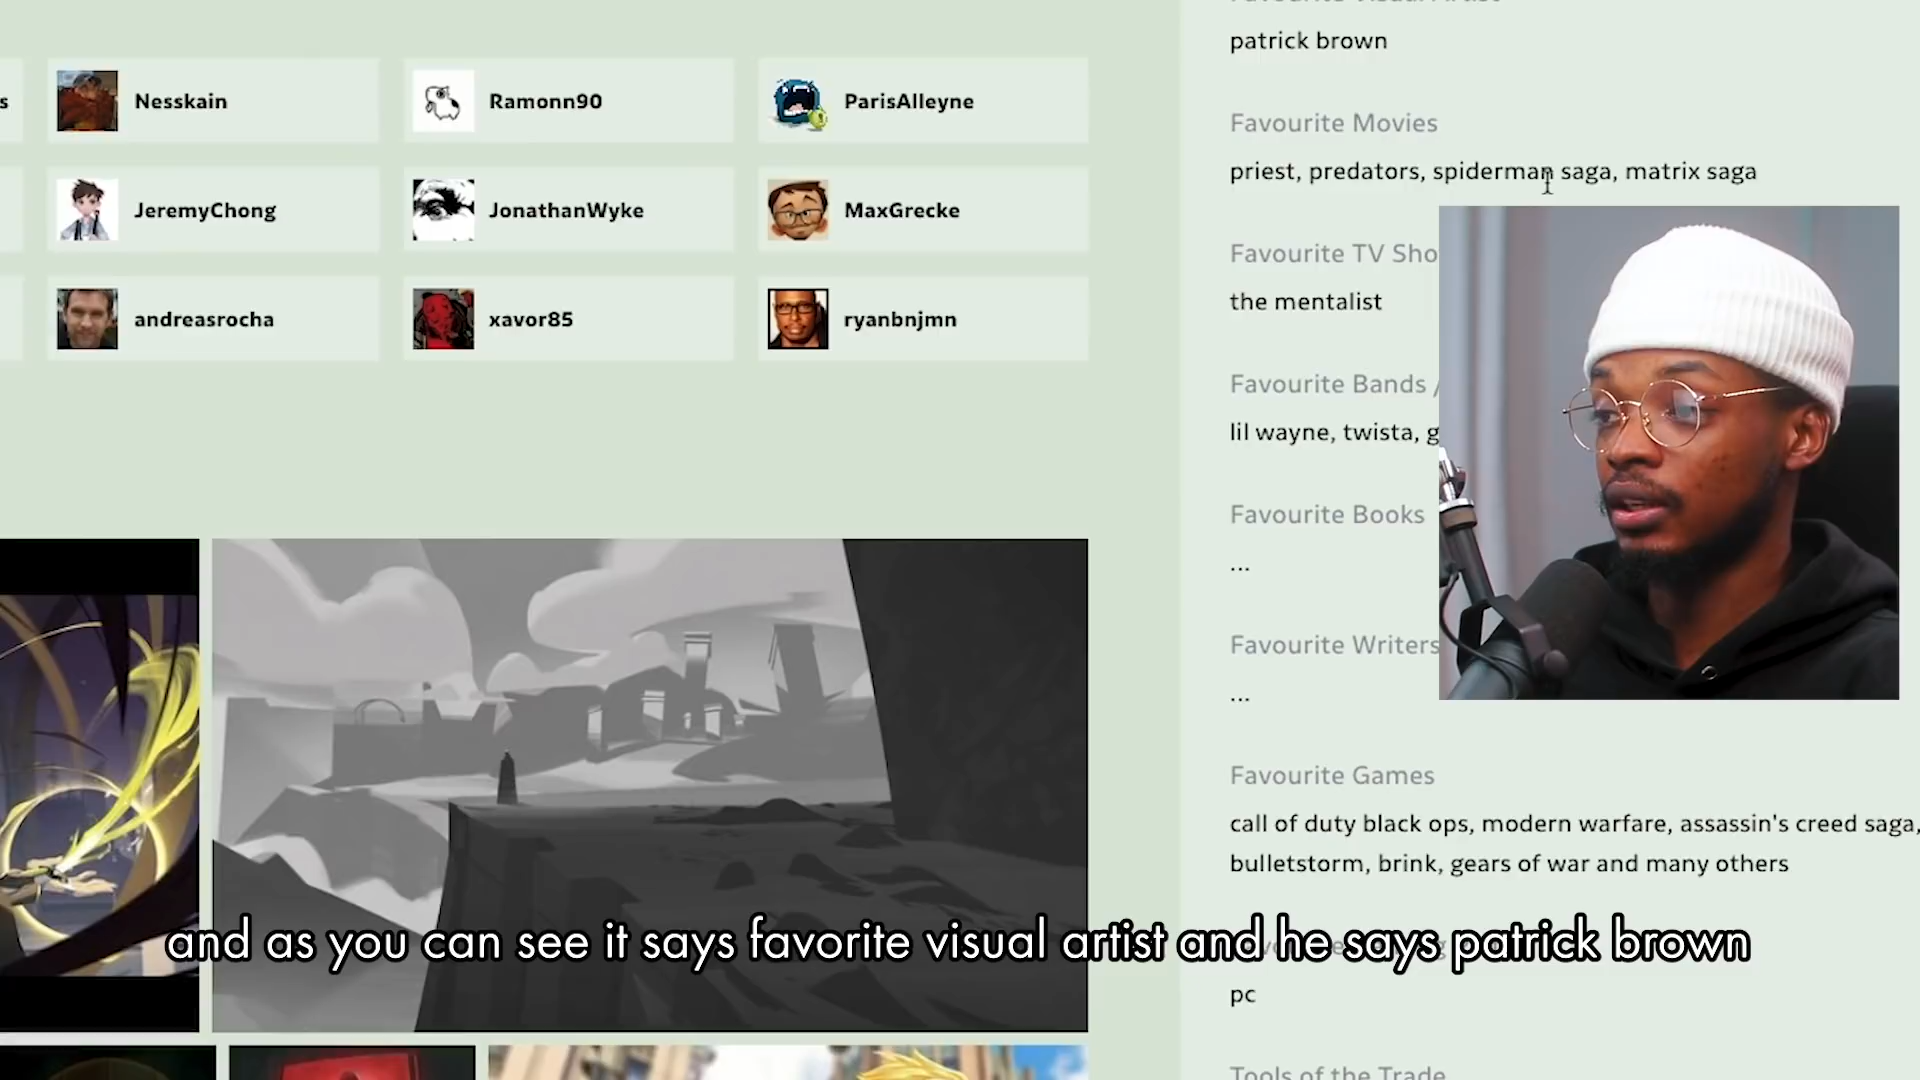 s
Nesskain
Ramonn90
ParisAlleyne
JeremyChong
JonathanWyke
MaxGrecke
andreasrocha
xavor85
ryanbnjmn
Favourite Visual Artist
patrick brown
Favourite Movies
priest, predators, spiderman saga, matrix saga
Favourite TV Sho
the mentalist
Favourite Bands /
lil wayne, twista, g
Favourite Books
...
Favourite Writers
...
Favourite Games
call of duty black ops, modern warfare, assassin's creed saga,
bulletstorm, brink, gears of war and many others
and as you can see it says favorite visual artist and he says patrick brown
pc
Tools of the Trade